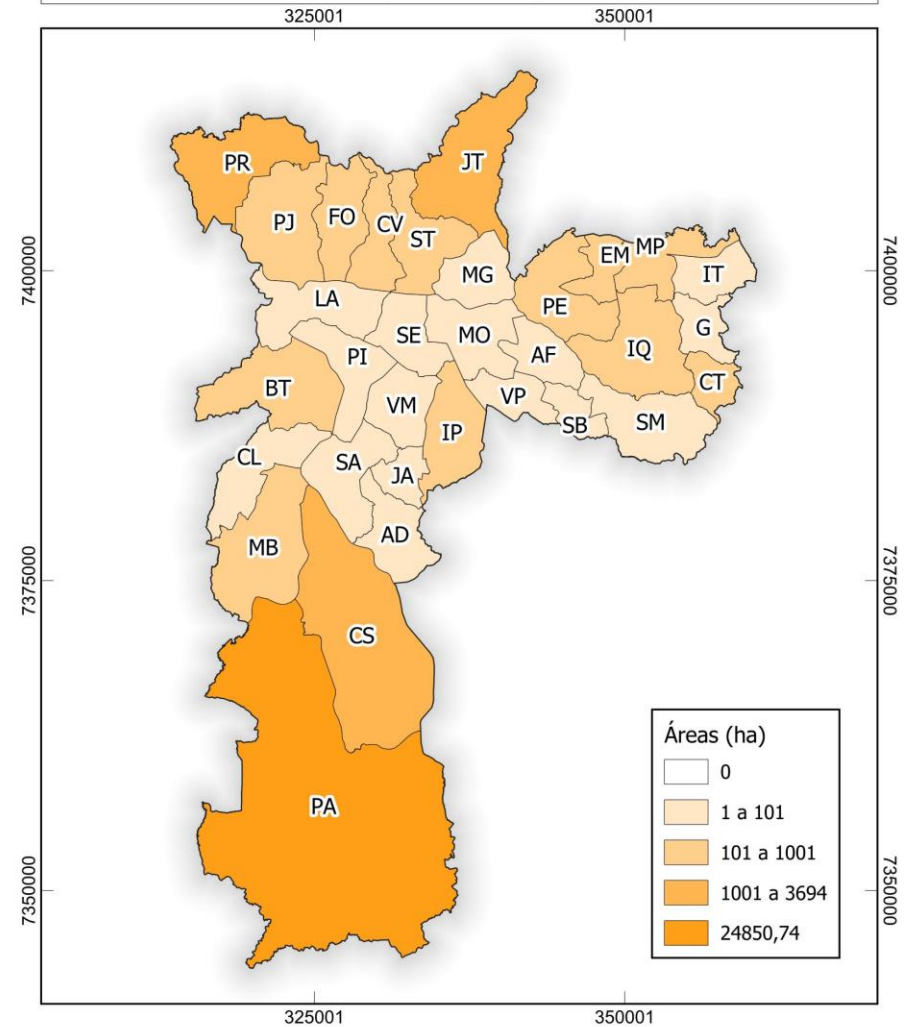 325001 350001
PR
JT
PJ FO CV ST
7400000 7400000
EM MP
MG IT
LA PE
SE MO G
PI AF IQ
BT VP CT
VM SB SM
IP
CL SA JA
AD
MB
7375000 7375000
CS
Áreas (ha)
0
PA
1 a 101
101 a 1001
1001 a 3694
7350000 7350000
24850,74
325001 350001